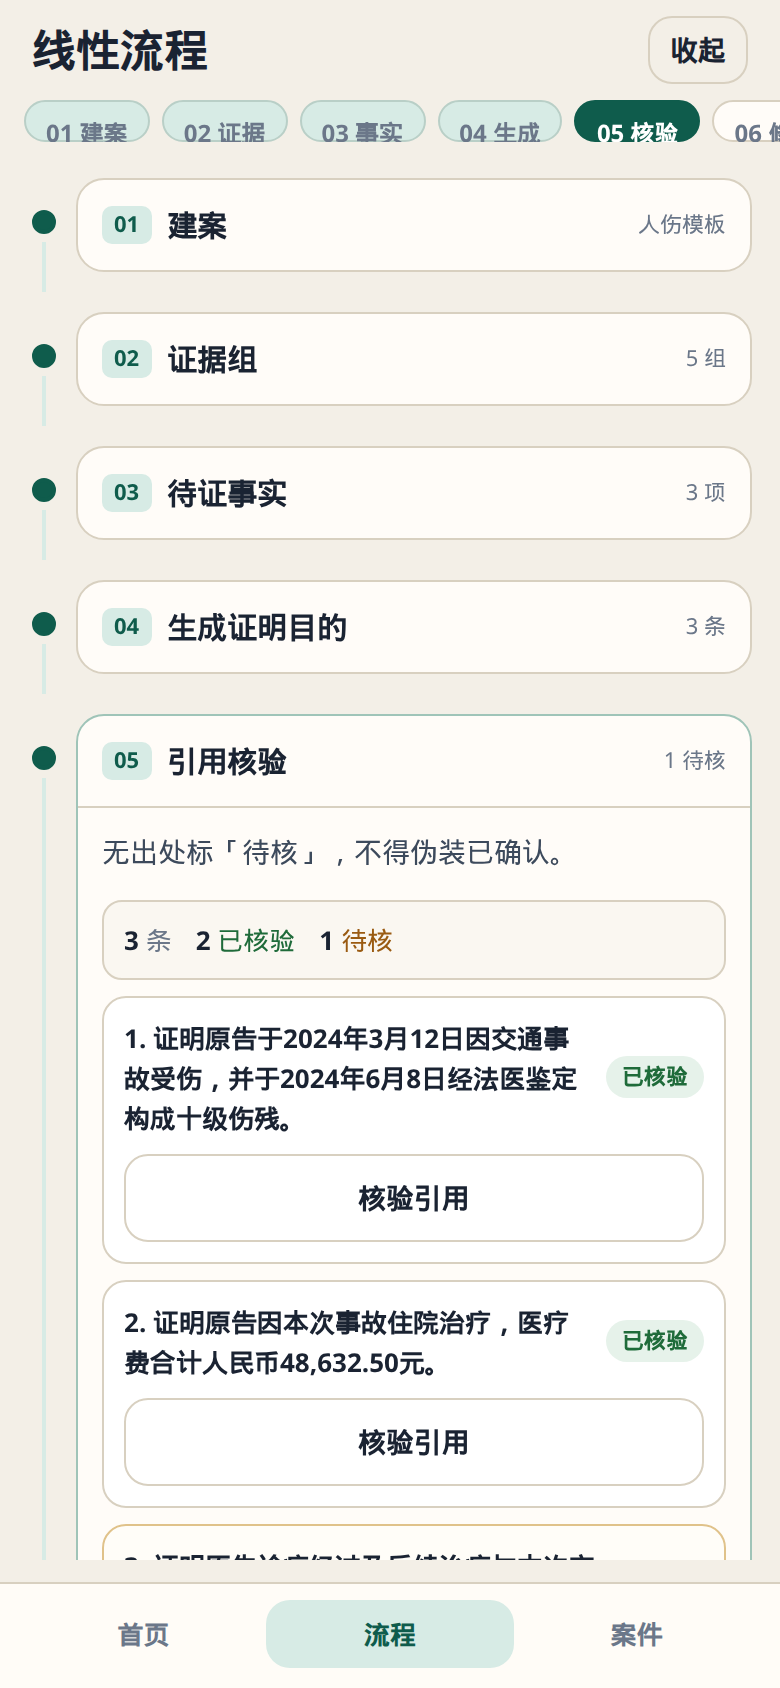 线性流程
收起
01 建案
02 证据
03 事实
04 生成
05 核验
06
01 建案 人伤模板
02 证据组 5 组
03 待证事实 3 项
04 生成证明目的 3 条
05 引用核验 1 待核
无出处标「待核」，不得伪装已确认。
3 条 2 已核验 1 待核
1. 证明原告于2024年3月12日因交通事
故受伤，并于2024年6月8日经法医鉴定
构成十级伤残。
已核验
核验引用
2. 证明原告因本次事故住院治疗，医疗
费合计人民币48,632.50元。
已核验
核验引用
首页
流程
案件